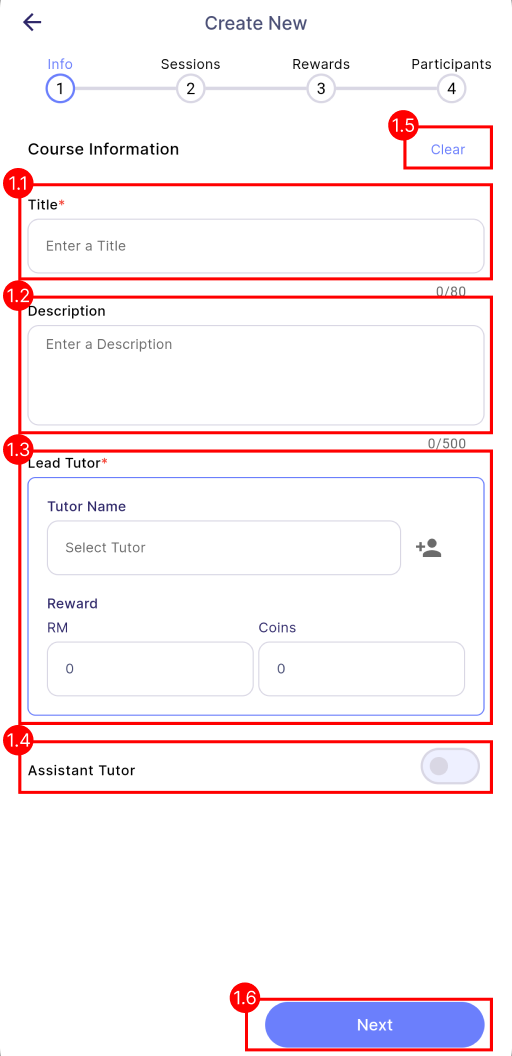 Create New
Info Sessions Rewards Participants
1 2 3 4
1.5
Course Information Clear
1.1
Title*
Enter a Title
0/80
1.2
Description
Enter a Description
0/500
1.3
Lead Tutor*
Tutor Name
Select Tutor
Reward
RM Coins
0 0
1.4
Assistant Tutor
1.6
Next